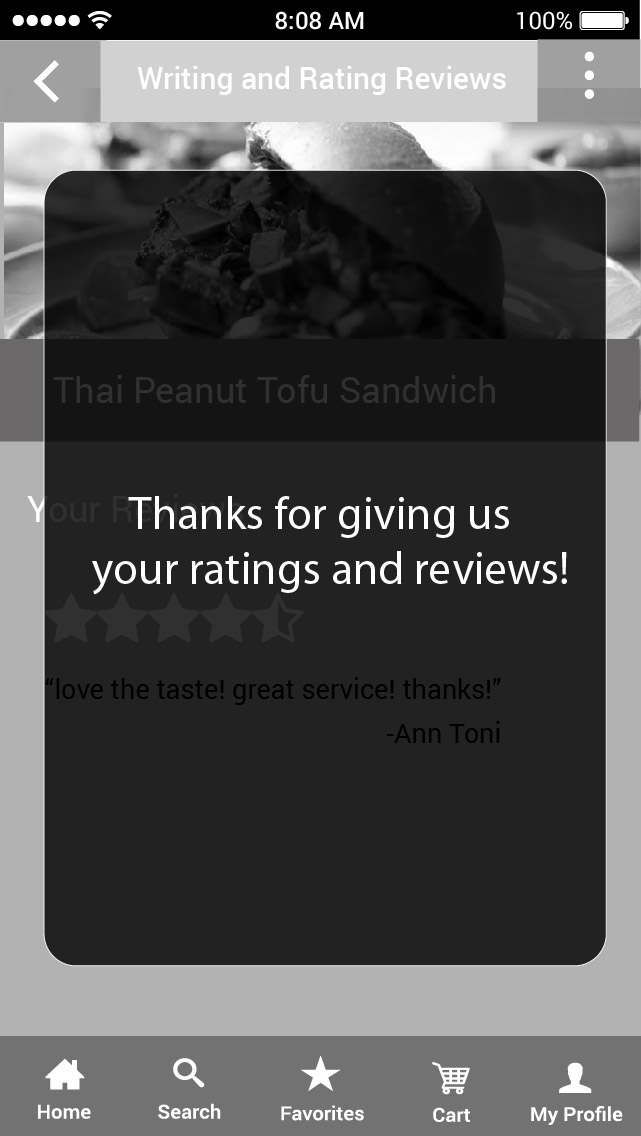 8:08 AM 100%
Writing and Rating Reviews
Thai Peanut Tofu Sandwich
Your Reviews
Thanks for giving us
your ratings and reviews!
“love the taste! great service! thanks!”
-Ann Toni
Home Search Favorites Cart My Profile